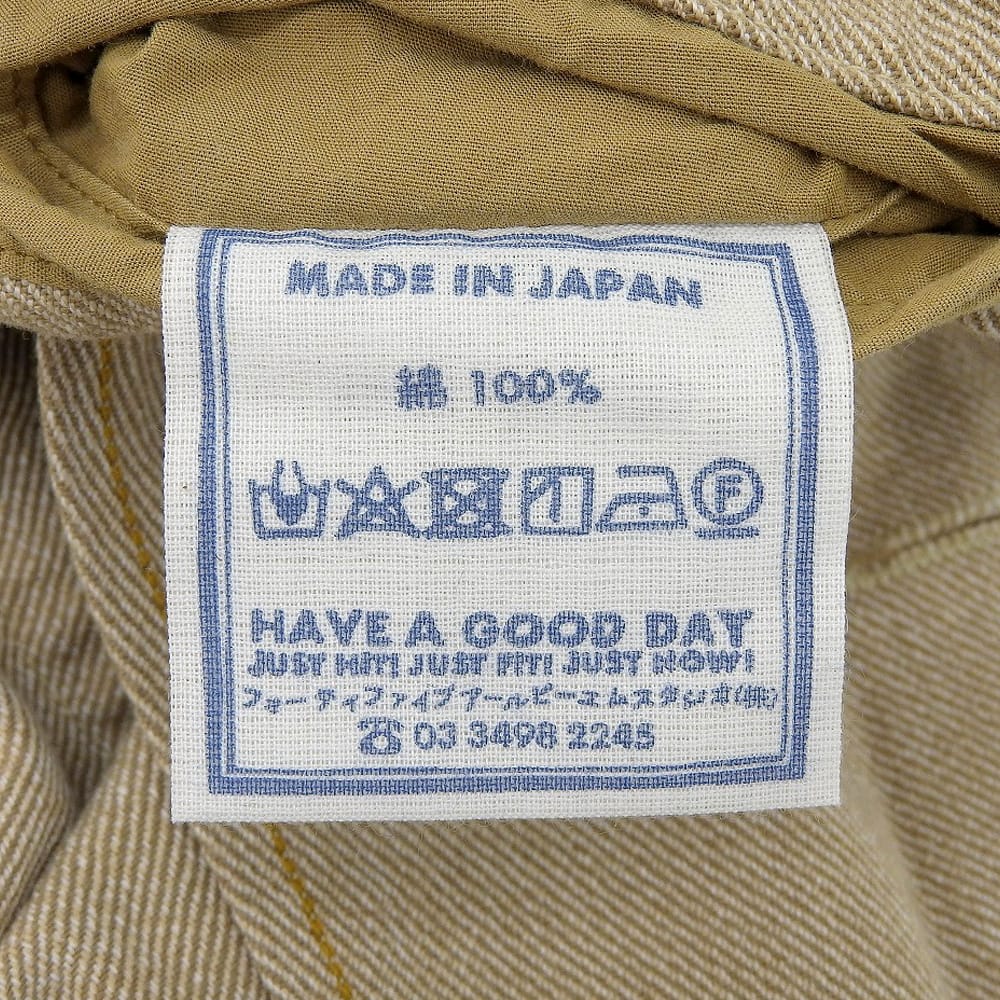 MADE IN JAPAN
綿 100%
F
HAVE A GOOD DAY
JUST HIT! JUST FIT! JUST NOW!
フォーティファイブアールピーエムスタジオ(株)
☎ 03 3498 2245